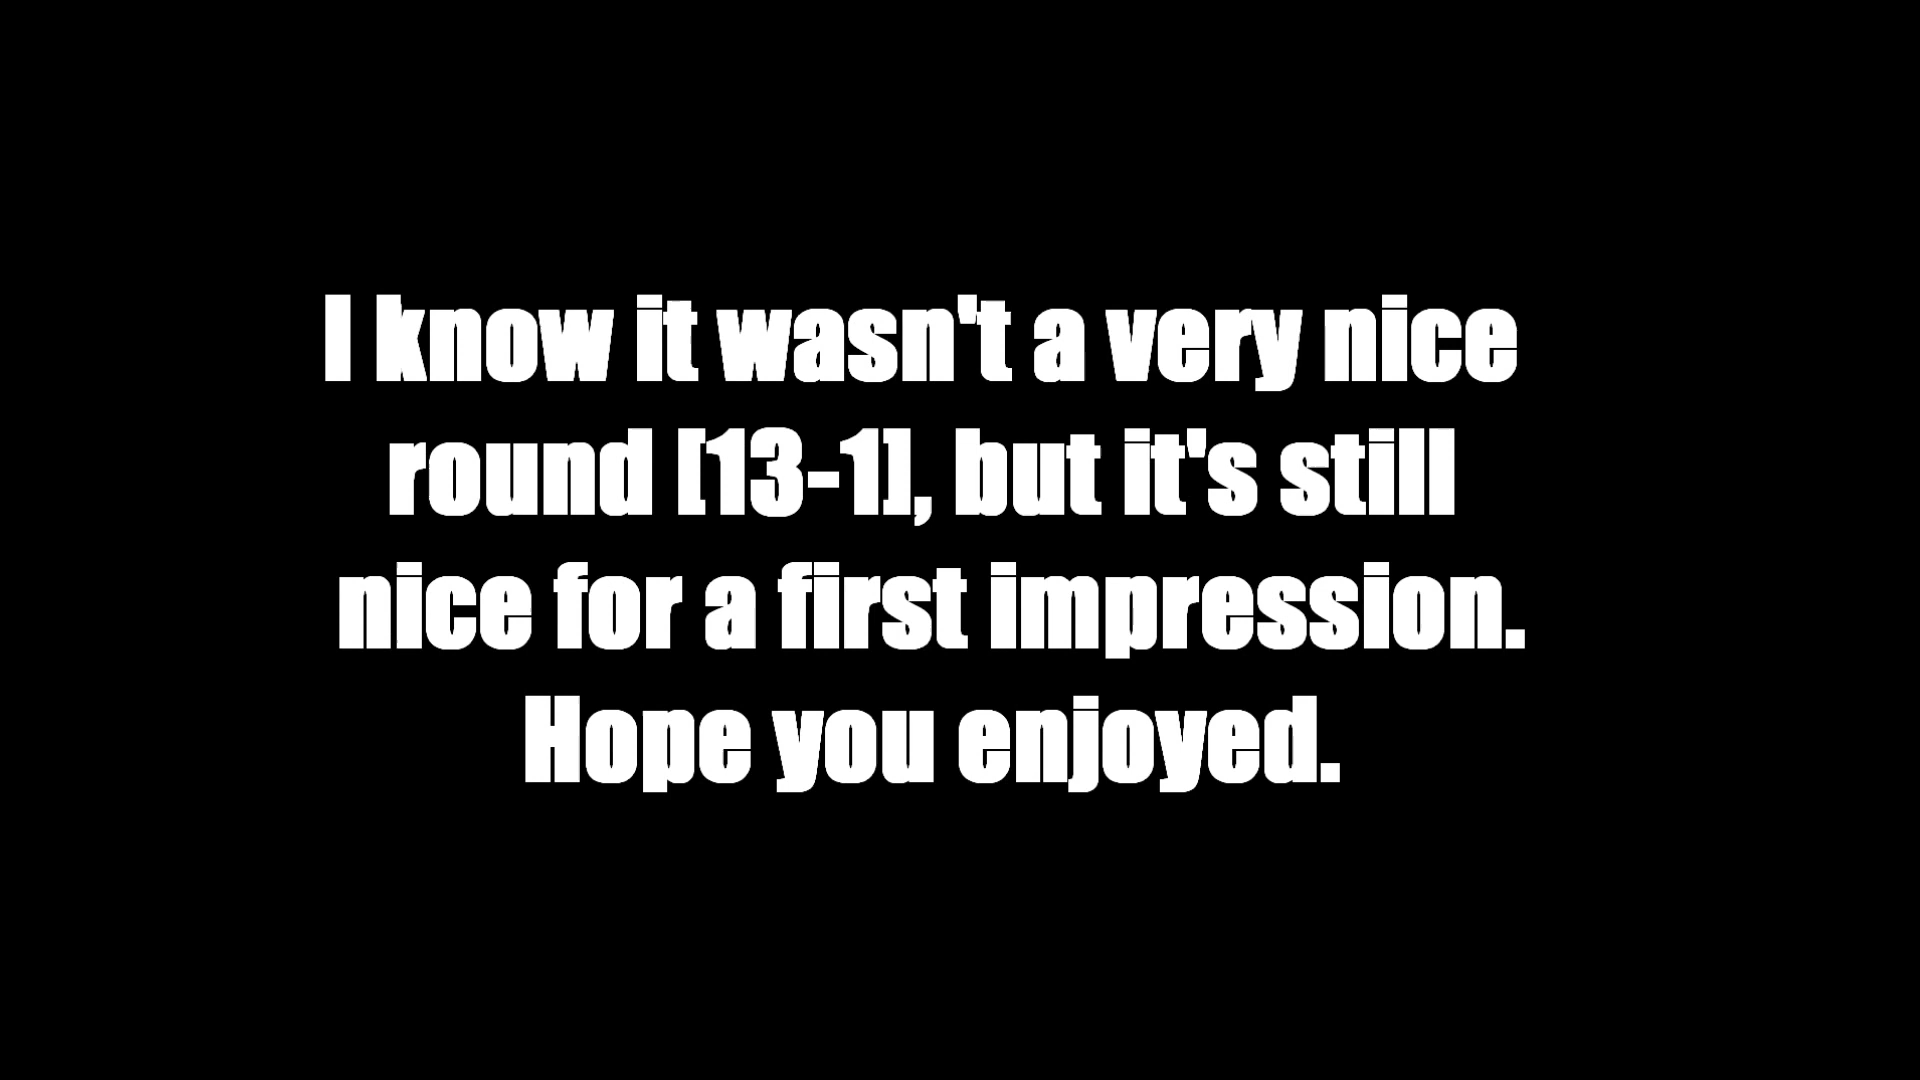 I know it wasn't a very nice
round [13-1], but it's still
nice for a first impression.
Hope you enjoyed.